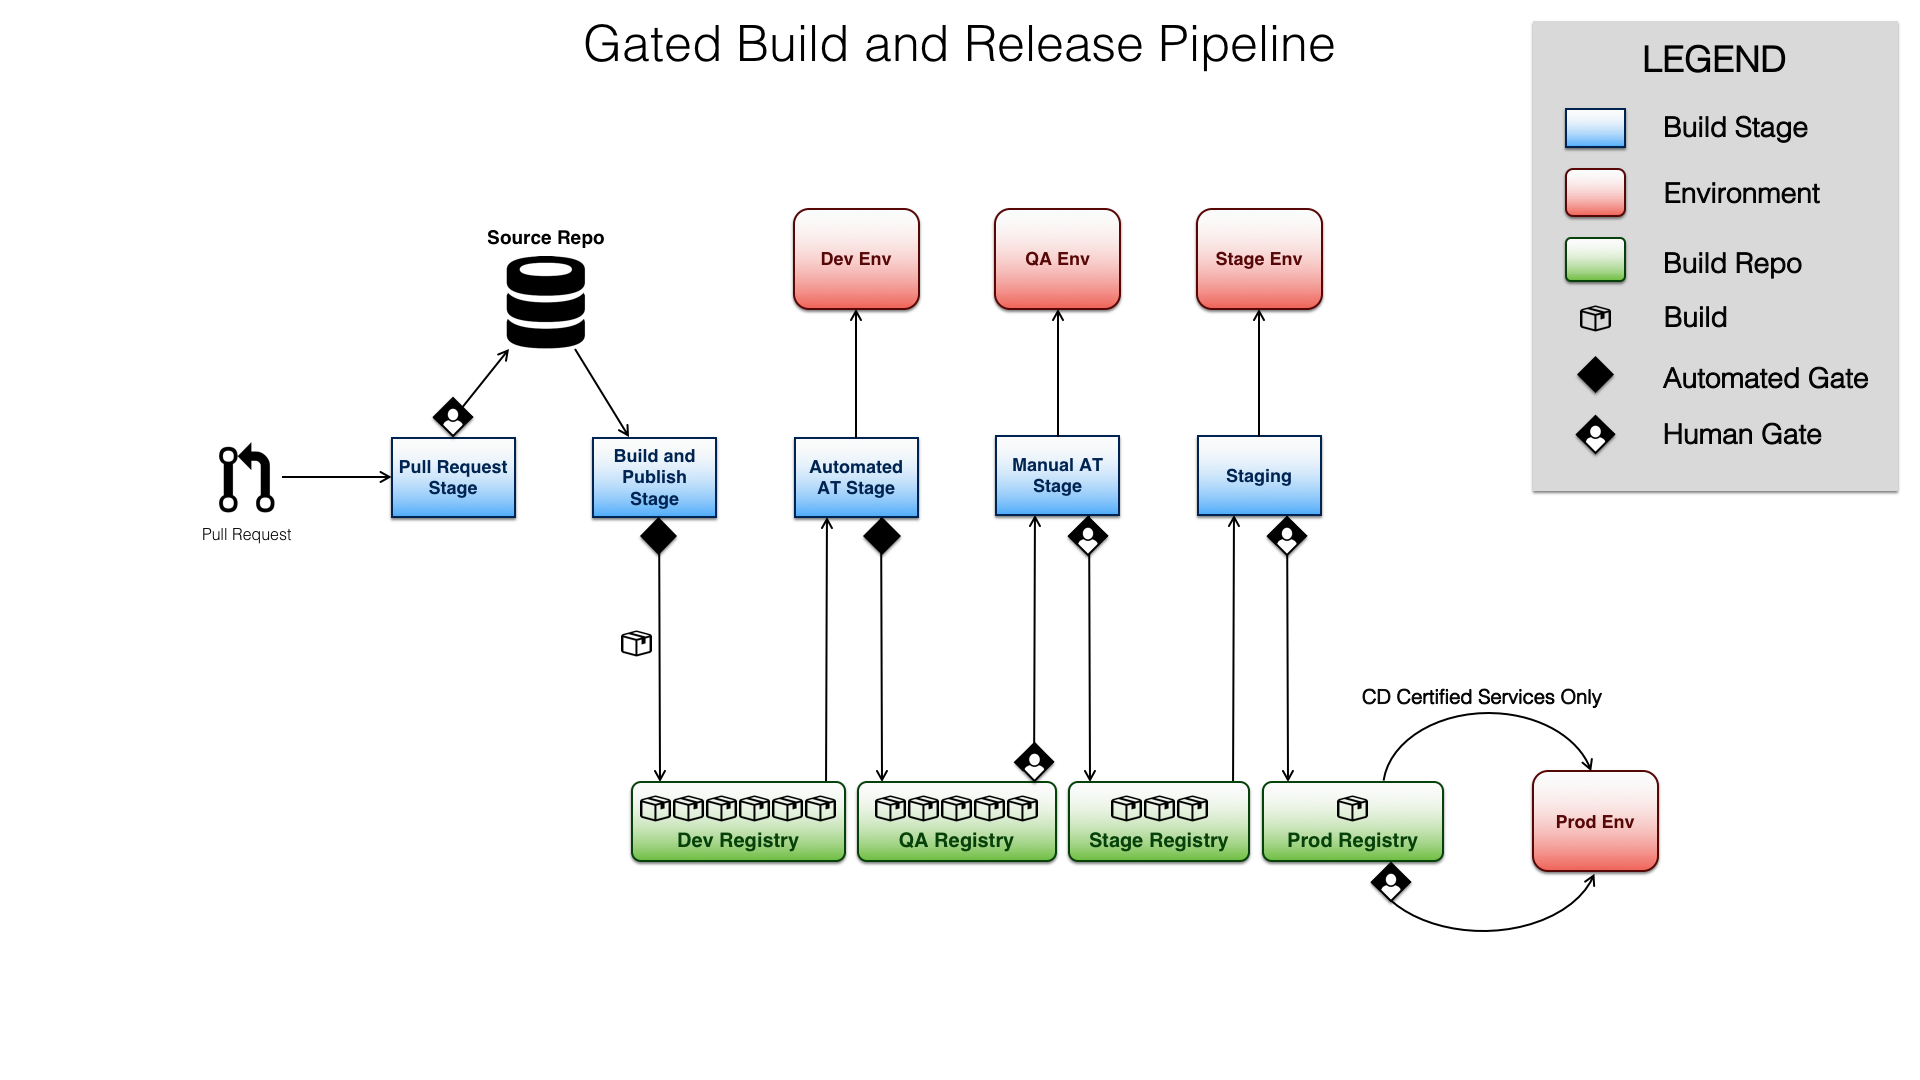 Gated Build and Release Pipeline
LEGEND
Build Stage
Environment
Build Repo
Build
Automated Gate
Human Gate
Source Repo
Dev Env
QA Env
Stage Env
Pull Request
Pull Request
Stage
Build and
Publish
Stage
Automated
AT Stage
Manual AT
Stage
Staging
CD Certified Services Only
Dev Registry
QA Registry
Stage Registry
Prod Registry
Prod Env